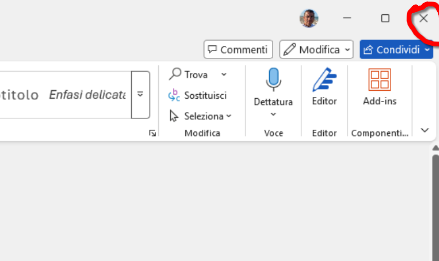 Commenti Modifica Condividi
Trova
titolo Enfasi delicata Sostituisci Dettatura Editor Add-ins
Seleziona
Modifica Voce Editor Componenti...